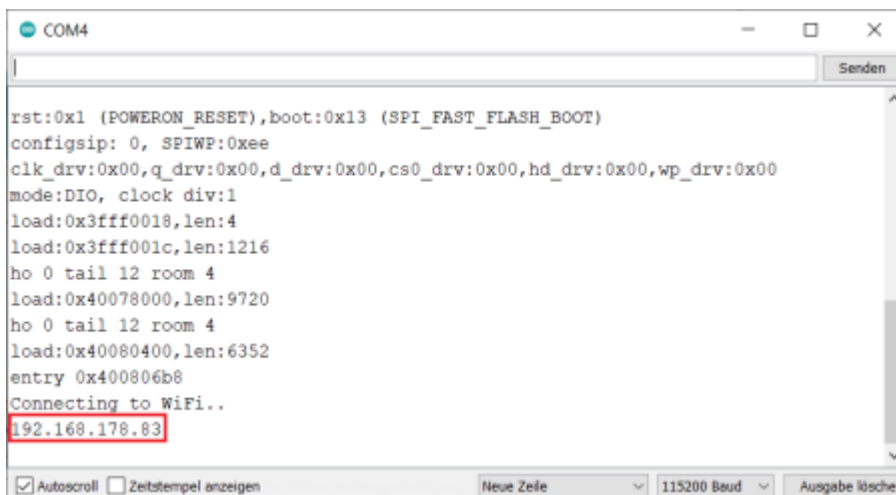 COM4
Senden
rst:0x1 (POWERON_RESET),boot:0x13 (SPI_FAST_FLASH_BOOT)
configsip: 0, SPIWP:0xee
clk_drv:0x00,q_drv:0x00,d_drv:0x00,cs0_drv:0x00,hd_drv:0x00,wp_drv:0x00
mode:DIO, clock div:1
load:0x3fff0018,len:4
load:0x3fff001c,len:1216
ho 0 tail 12 room 4
load:0x40078000,len:9720
ho 0 tail 12 room 4
load:0x40080400,len:6352
entry 0x400806b8
Connecting to WiFi..
192.168.178.83
Autoscroll Zeitstempel anzeigen Neue Zeile 115200 Baud Ausgabe lösche